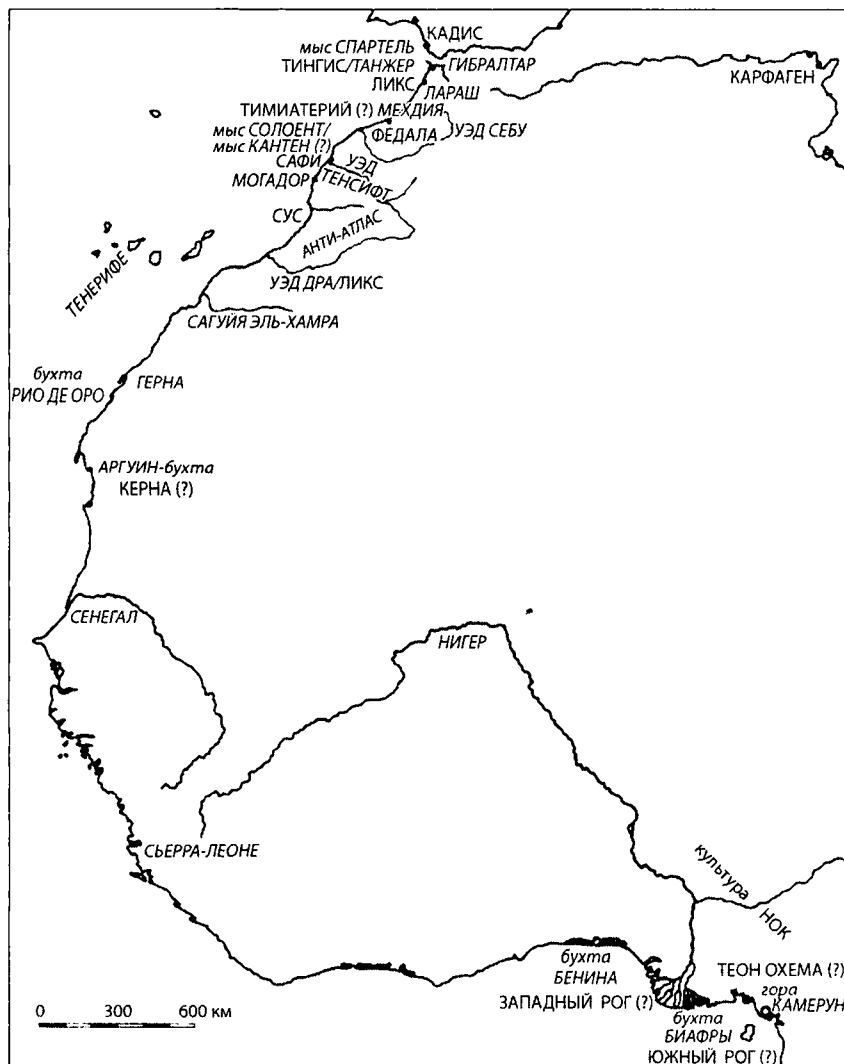 КАДИС
мыс СПАРТЕЛЬ
ТИНГИС/ТАНЖЕР
ГИБРАЛТАР
КАРФАГЕН
ЛИКС
ЛАРАШ
ТИМИАТЕРИЙ (?) МЕХДИЯ
мыс СОЛОЕНТ/
мыс КАНТЕН (?)
ФЕДАЛА
УЭД СЕБУ
САФИ
УЭД
ТЕНСИФТ
МОГАДОР
СУС
АНТИ-АТЛАС
ТЕНЕРИФЕ
УЭД ДРА/ЛИКС
САГУЙЯ ЭЛЬ-ХАМРА
бухта
РИО ДЕ ОРО
ГЕРНА
АРГУИН-бухта
КЕРНА (?)
СЕНЕГАЛ
НИГЕР
СЬЕРРА-ЛЕОНЕ
культура
НОК
бухта
БЕНИНА
ТЕОН ОХЕМА (?)
гора
КАМЕРУН
ЗАПАДНЫЙ РОГ (?)
бухта
БИАФРЫ
ЮЖНЫЙ РОГ (?)
0 300 600 км